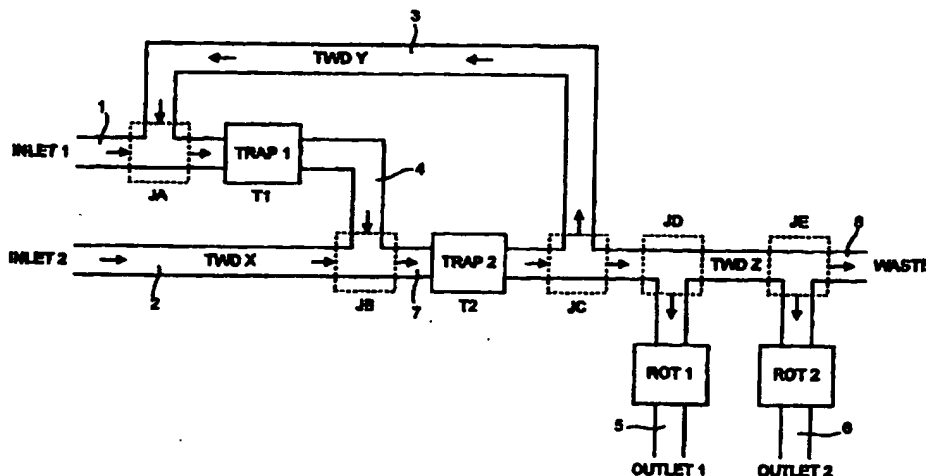 3
TWD Y
1
INLET 1
TRAP 1
4
JA
T1
JD
JE
8
INLET 2
TWD X
TRAP 2
TWD Z
WASTE
2
JB
7
T2
JC
ROT 1
ROT 2
5
6
OUTLET 1
OUTLET 2